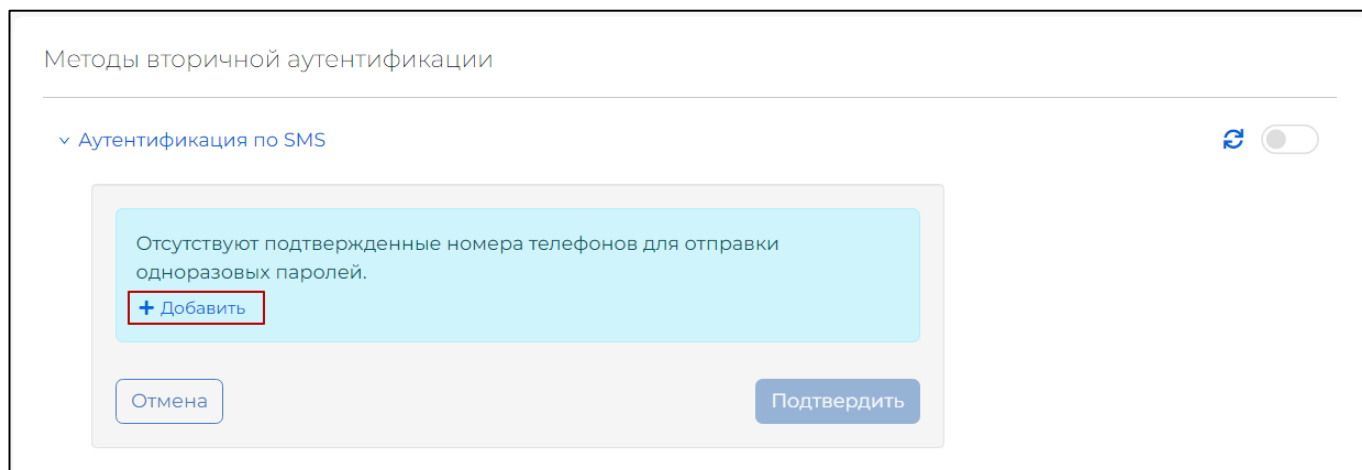 Методы вторичной аутентификации
Аутентификация по SMS
Отсутствуют подтвержденные номера телефонов для отправки
одноразовых паролей.
+ Добавить
Отмена
Подтвердить